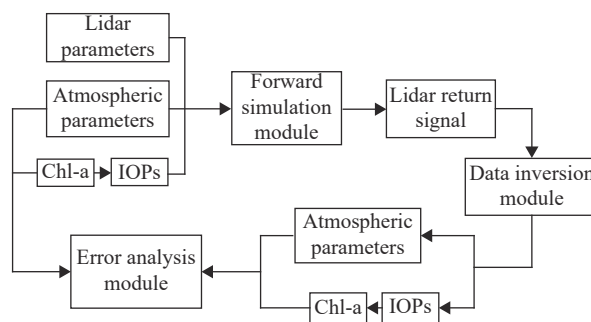 Lidar
parameters
Atmospheric
parameters
Chl-a
IOPs
Forward
simulation
module
Lidar return
signal
Data inversion
module
Atmospheric
parameters
Chl-a
IOPs
Error analysis
module